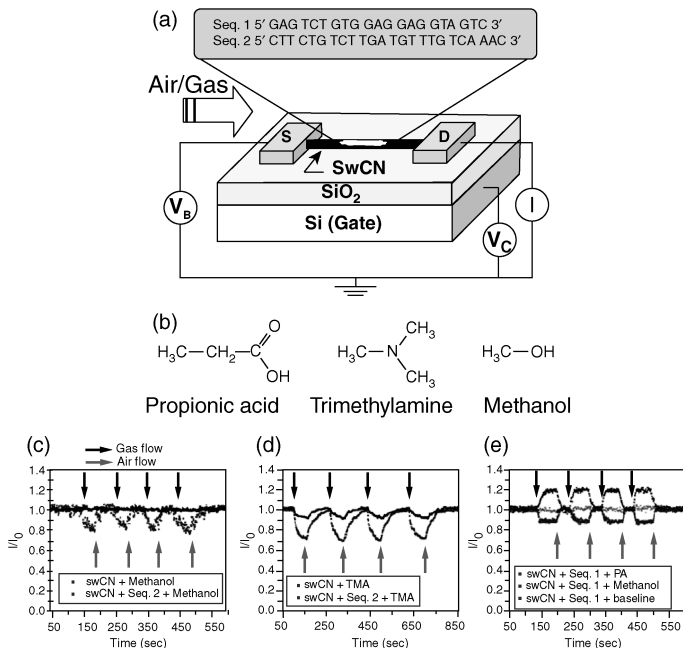 (a)
Seq. 1 5′ GAG TCT GTG GAG GAG GTA GTC 3′
Seq. 2 5′ CTT CTG TCT TGA TGT TTG TCA AAC 3′
Air/Gas
S
D
SwCN
SiO2
Si (Gate)
VB
VC
I
(b)
H3C—CH2—C
O
OH
H3C—N
CH3
CH3
H3C—OH
Propionic acid
Trimethylamine
Methanol
(c)
Gas flow
Air flow
1.4
1.2
1.0
0.8
0.6
0.4
0.2
0.0
I/I0
swCN + Methanol
swCN + Seq. 2 + Methanol
50 150 250 350 450 550
Time (sec)
(d)
1.4
1.2
1.0
0.8
0.6
0.4
0.2
0.0
I/I0
swCN + TMA
swCN + Seq. 2 + TMA
50 250 450 650 850
Time (sec)
(e)
1.4
1.2
1.0
0.8
0.6
0.4
0.2
0.0
I/I0
swCN + Seq. 1 + PA
swCN + Seq. 1 + Methanol
swCN + Seq. 1 + baseline
50 150 250 350 450 550
Time (sec)